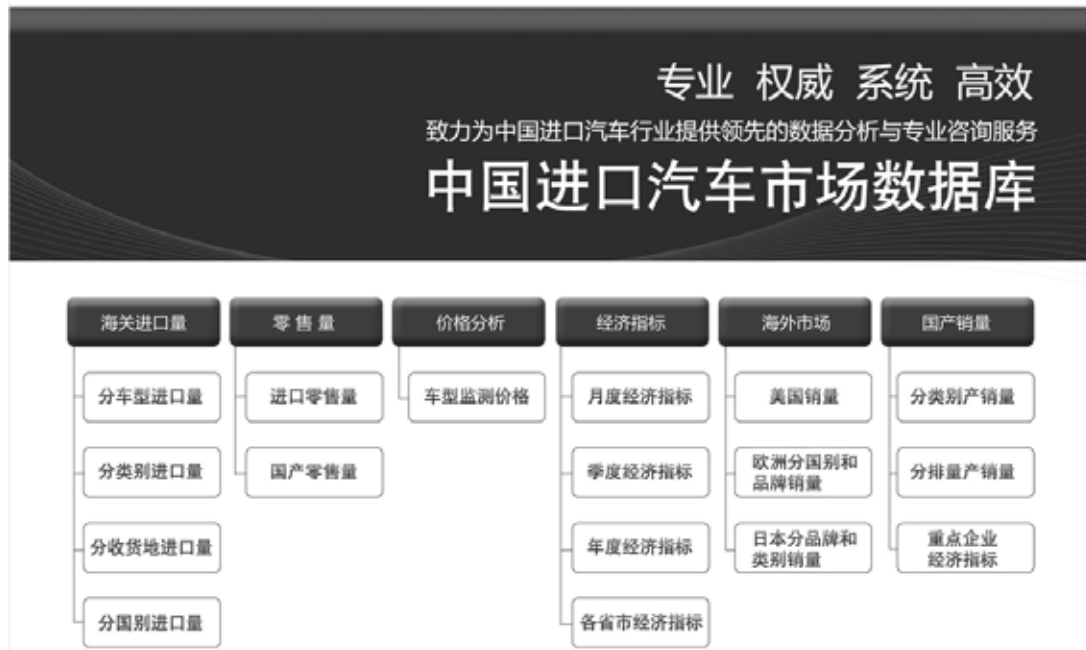 专业 权威 系统 高效
致力为中国进口汽车行业提供领先的数据分析与专业咨询服务
中国进口汽车市场数据库
海关进口量
分车型进口量
分类别进口量
分收货地进口量
分国别进口量
零售量
进口零售量
国产零售量
价格分析
车型监测价格
经济指标
月度经济指标
季度经济指标
年度经济指标
各省市经济指标
海外市场
美国销量
欧洲分国别和
品牌销量
日本分品牌和
类别销量
国产销量
分类别产销量
分排量产销量
重点企业
经济指标